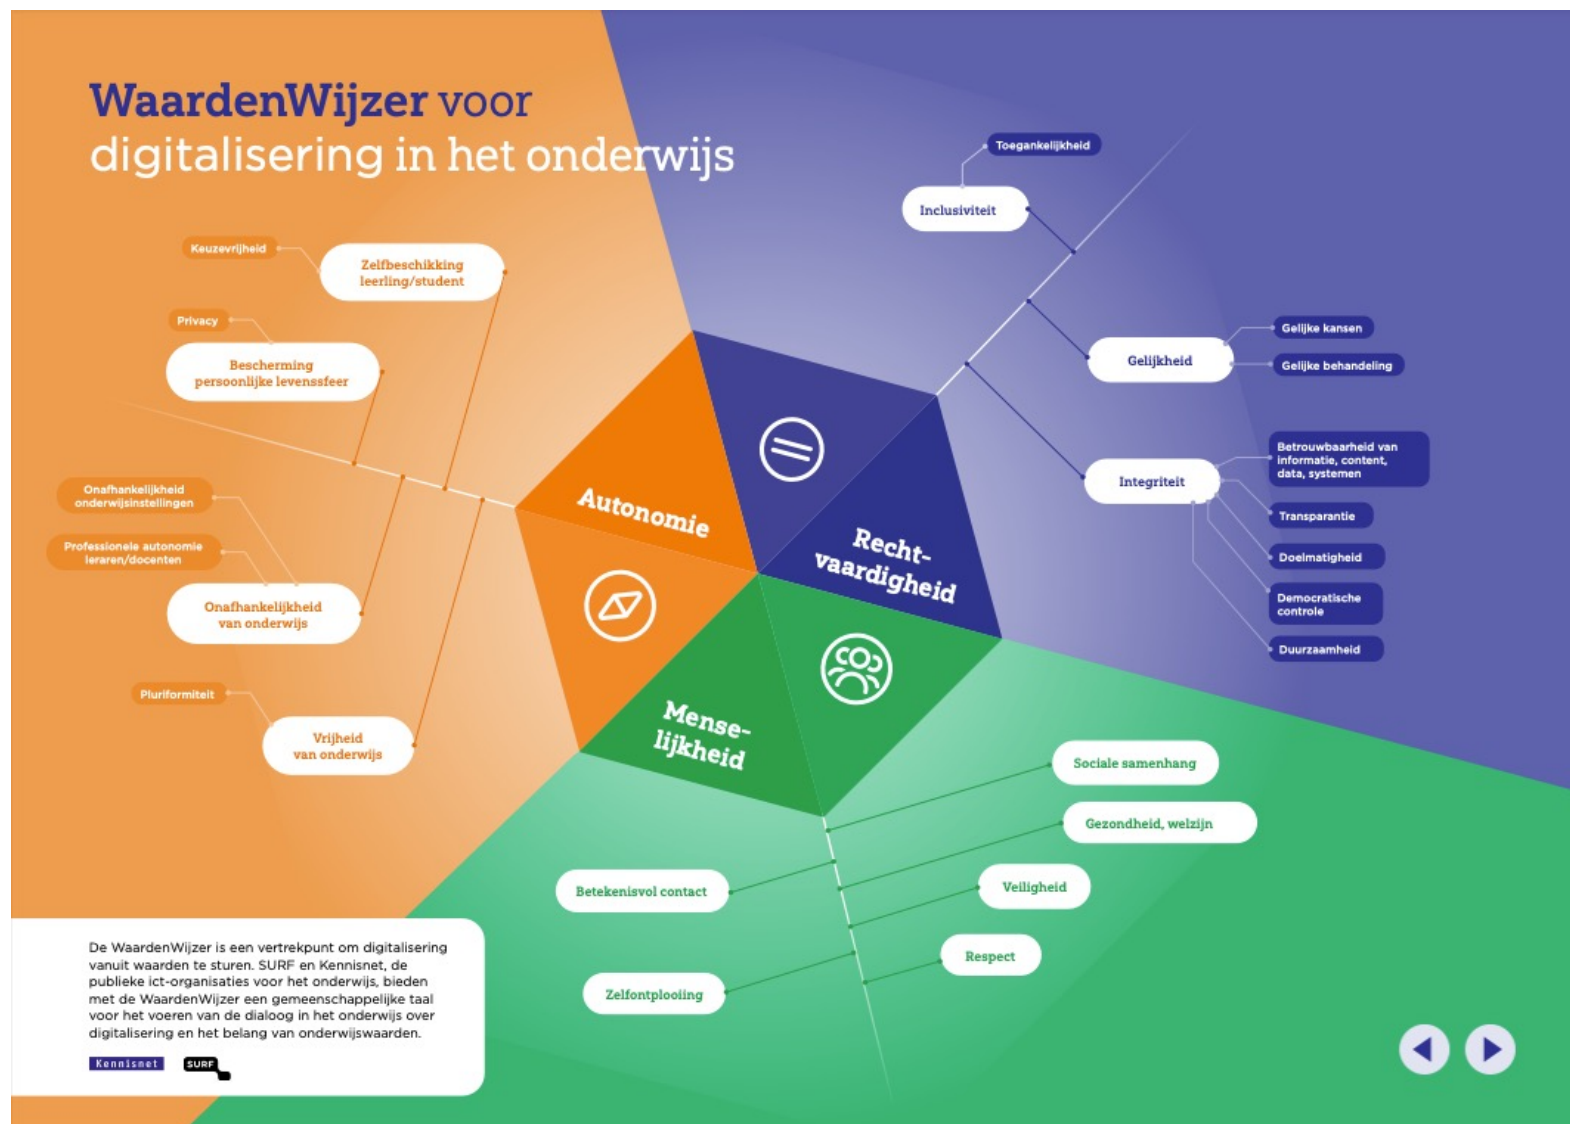 WaardenWijzer voor
digitalisering in het onderwijs
Keuzevrijheid
Zelfbeschikking
leerling/student
Privacy
Bescherming
persoonlijke levenssfeer
Onafhankelijkheid
onderwijsinstellingen
Professionele autonomie
leraren/docenten
Onafhankelijkheid
van onderwijs
Pluriformiteit
Vrijheid
van onderwijs
Autonomie
Recht-
vaardigheid
Mense-
lijkheid
Toegankelijkheid
Inclusiviteit
Gelijkheid
Gelijke kansen
Gelijke behandeling
Integriteit
Betrouwbaarheid van
informatie, content,
data, systemen
Transparantie
Doelmatigheid
Democratische
controle
Duurzaamheid
Sociale samenhang
Gezondheid, welzijn
Betekenisvol contact
Veiligheid
Respect
Zelfontplooiing
De WaardenWijzer is een vertrekpunt om digitalisering
vanuit waarden te sturen. SURF en Kennisnet, de
publieke ict-organisaties voor het onderwijs, bieden
met de WaardenWijzer een gemeenschappelijke taal
voor het voeren van de dialoog in het onderwijs over
digitalisering en het belang van onderwijswaarden.
Kennisnet
SURF